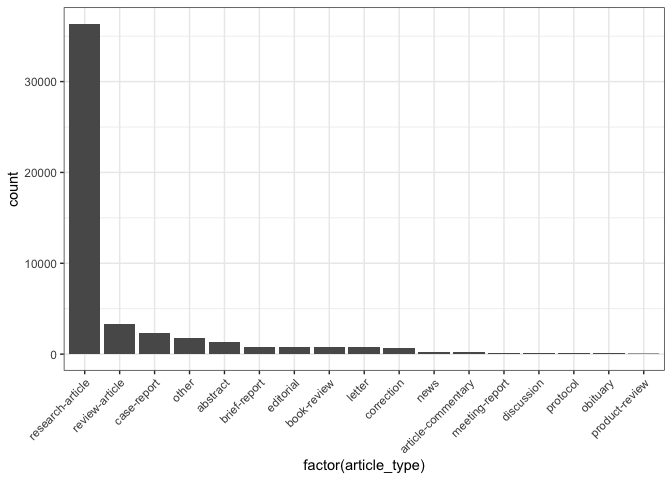 30000
20000
10000
0
count
research-article
review-article
case-report
other
abstract
brief-report
editorial
book-review
letter
correction
news
article-commentary
meeting-report
discussion
protocol
obituary
product-review
factor(article_type)